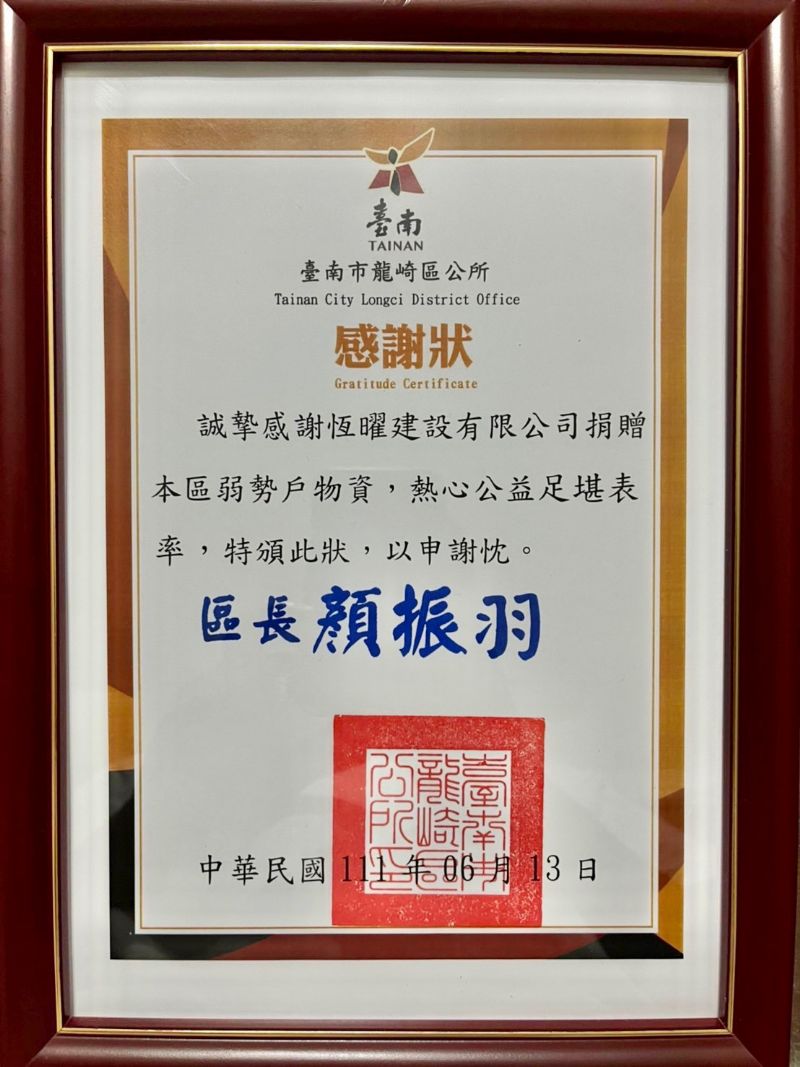 臺南
TAINAN
臺南市龍崎區公所
Tainan City Longci District Office
感謝狀
Gratitude Certificate
誠摯感謝恆曜建設有限公司捐贈
本區弱勢戶物資，熱心公益足堪表
率，特頒此狀，以申謝忱。
區長顏振羽
臺南市
龍崎區
公所印
中華民國 111 年 06 月 13 日